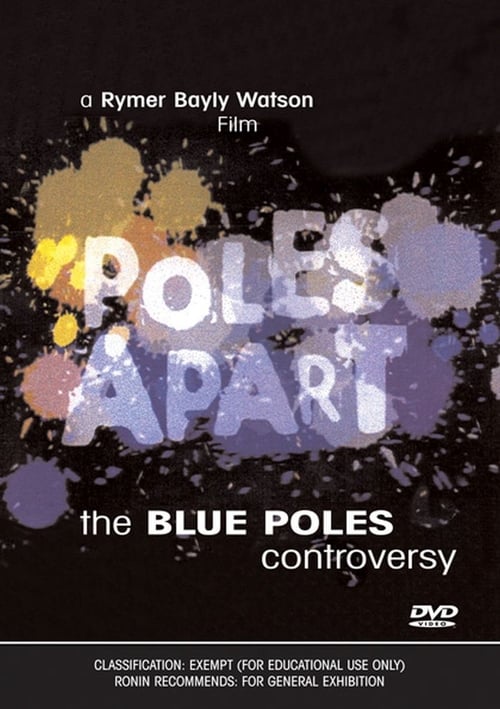 a Rymer Bayly Watson
Film
POLES
APART
the BLUE POLES
controversy
DVD
VIDEO
CLASSIFICATION: EXEMPT (FOR EDUCATIONAL USE ONLY)
RONIN RECOMMENDS: FOR GENERAL EXHIBITION